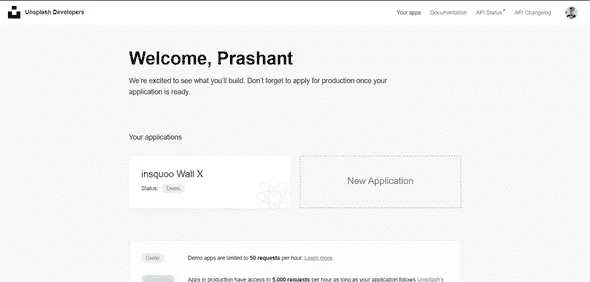 Unsplash Developers
Your apps Documentation API Status API Changelog
Welcome, Prashant
We're excited to see what you'll build. Don't forget to apply for production once your
application is ready.
Your applications
insquoo Wall X
Status: Demo
New Application
Demo Demo apps are limited to 50 requests per hour. Learn more.
Apps in production have access to 5,000 requests per hour as long as your application follows Unsplash's